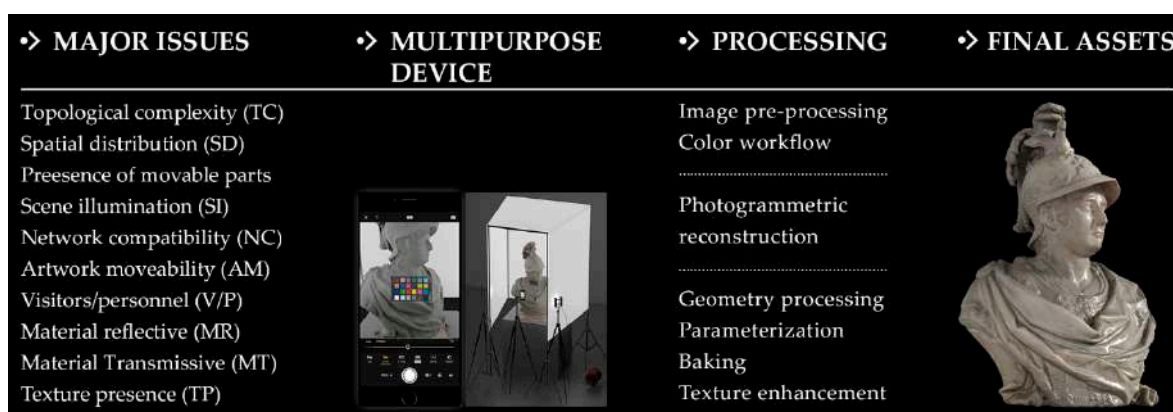 MAJOR ISSUES
Topological complexity (TC)
Spatial distribution (SD)
Preesence of movable parts
Scene illumination (SI)
Network compatibility (NC)
Artwork moveability (AM)
Visitors/personnel (V/P)
Material reflective (MR)
Material Transmissive (MT)
Texture presence (TP)
MULTIPURPOSE
DEVICE
PROCESSING
Image pre-processing
Color workflow
Photogrammetric
reconstruction
Geometry processing
Parameterization
Baking
Texture enhancement
FINAL ASSETS